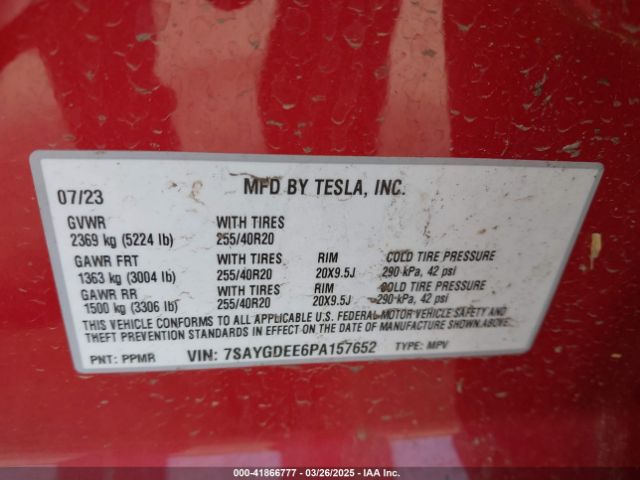 07/23 MFD BY TESLA, INC.
GVWR WITH TIRES
2369 kg (5224 lb) 255/40R20
GAWR FRT WITH TIRES RIM COLD TIRE PRESSURE
1363 kg (3004 lb) 255/40R20 20X9.5J 290 kPa, 42 psi
GAWR RR WITH TIRES RIM COLD TIRE PRESSURE
1500 kg (3306 lb) 255/40R20 20X9.5J 290 kPa, 42 psi
THIS VEHICLE CONFORMS TO ALL APPLICABLE U.S. FEDERAL MOTOR VEHICLE SAFETY AND
THEFT PREVENTION STANDARDS IN EFFECT ON THE DATE OF MANUFACTURE SHOWN ABOVE.
PNT: PPMR VIN: 7SAYGDEE6PA157652 TYPE: MPV
000-41866777 | 03/26/2025 | IAA Inc.